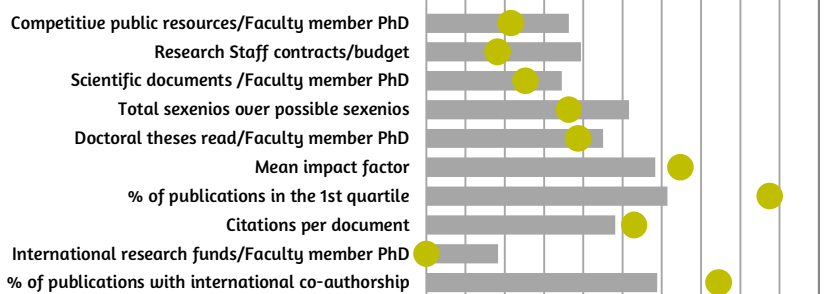 Competitive public resources/Faculty member PhD
Research Staff contracts/budget
Scientific documents /Faculty member PhD
Total sexenios over possible sexenios
Doctoral theses read/Faculty member PhD
Mean impact factor
% of publications in the 1st quartile
Citations per document
International research funds/Faculty member PhD
% of publications with international co-authorship